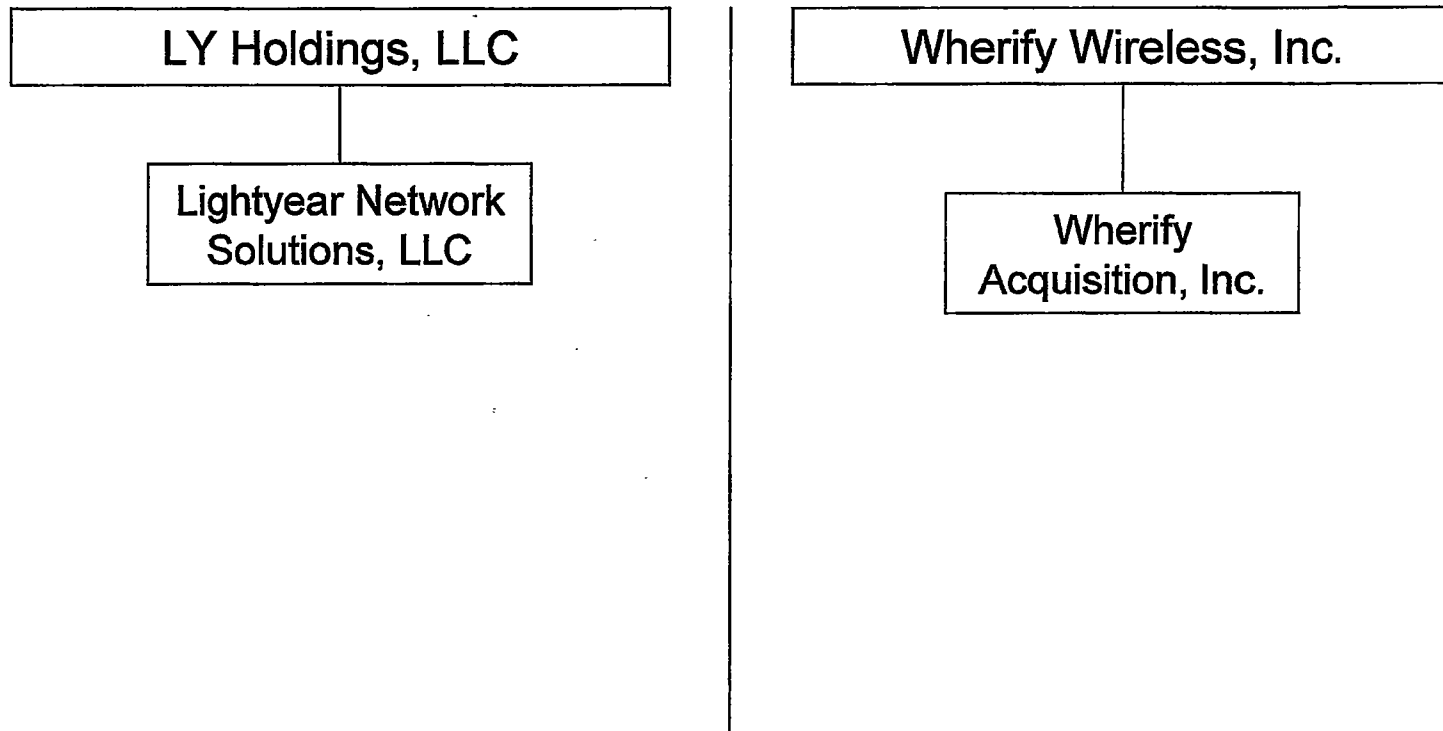 LY Holdings, LLC
Lightyear Network
Solutions, LLC
Wherify Wireless, Inc.
Wherify
Acquisition, Inc.